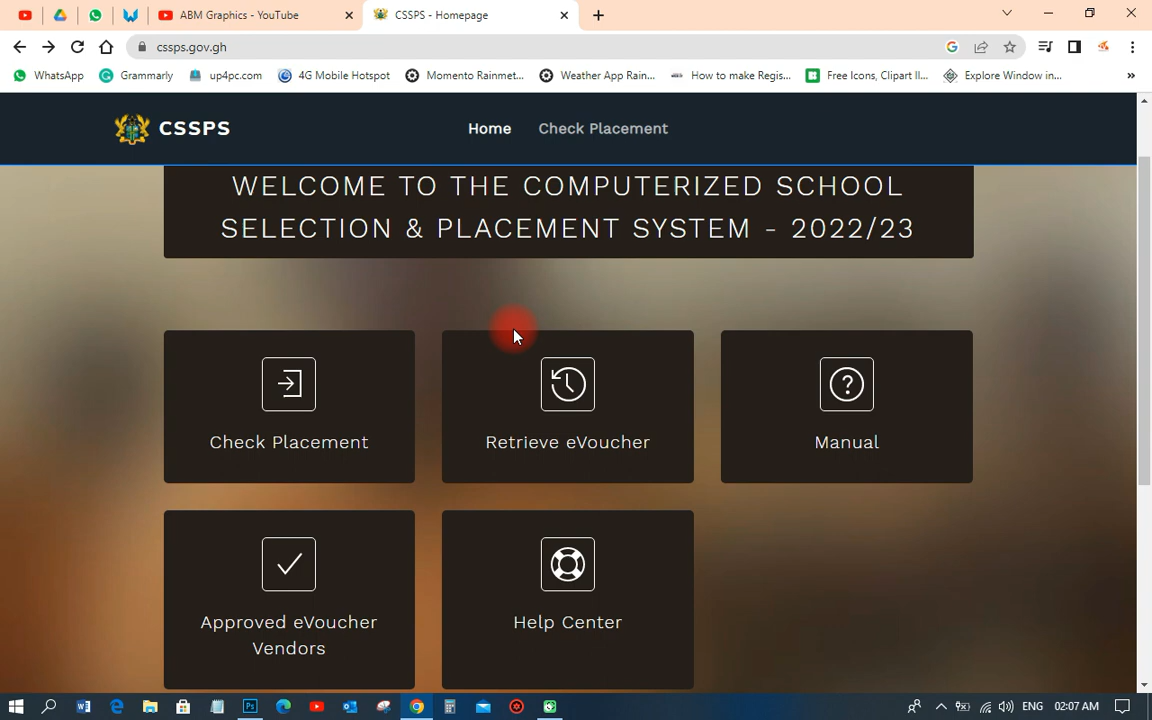 ABM Graphics - YouTube
CSSPS - Homepage
cssps.gov.gh
WhatsApp
Grammarly
up4pc.com
4G Mobile Hotspot
Momento Rainmet...
Weather App Rain...
How to make Regis...
Free Icons, Clipart Il...
Explore Window in...
CSSPS
Home
Check Placement
WELCOME TO THE COMPUTERIZED SCHOOL
SELECTION & PLACEMENT SYSTEM - 2022/23
Check Placement
Retrieve eVoucher
Manual
Approved eVoucher
Vendors
Help Center
ENG
02:07 AM